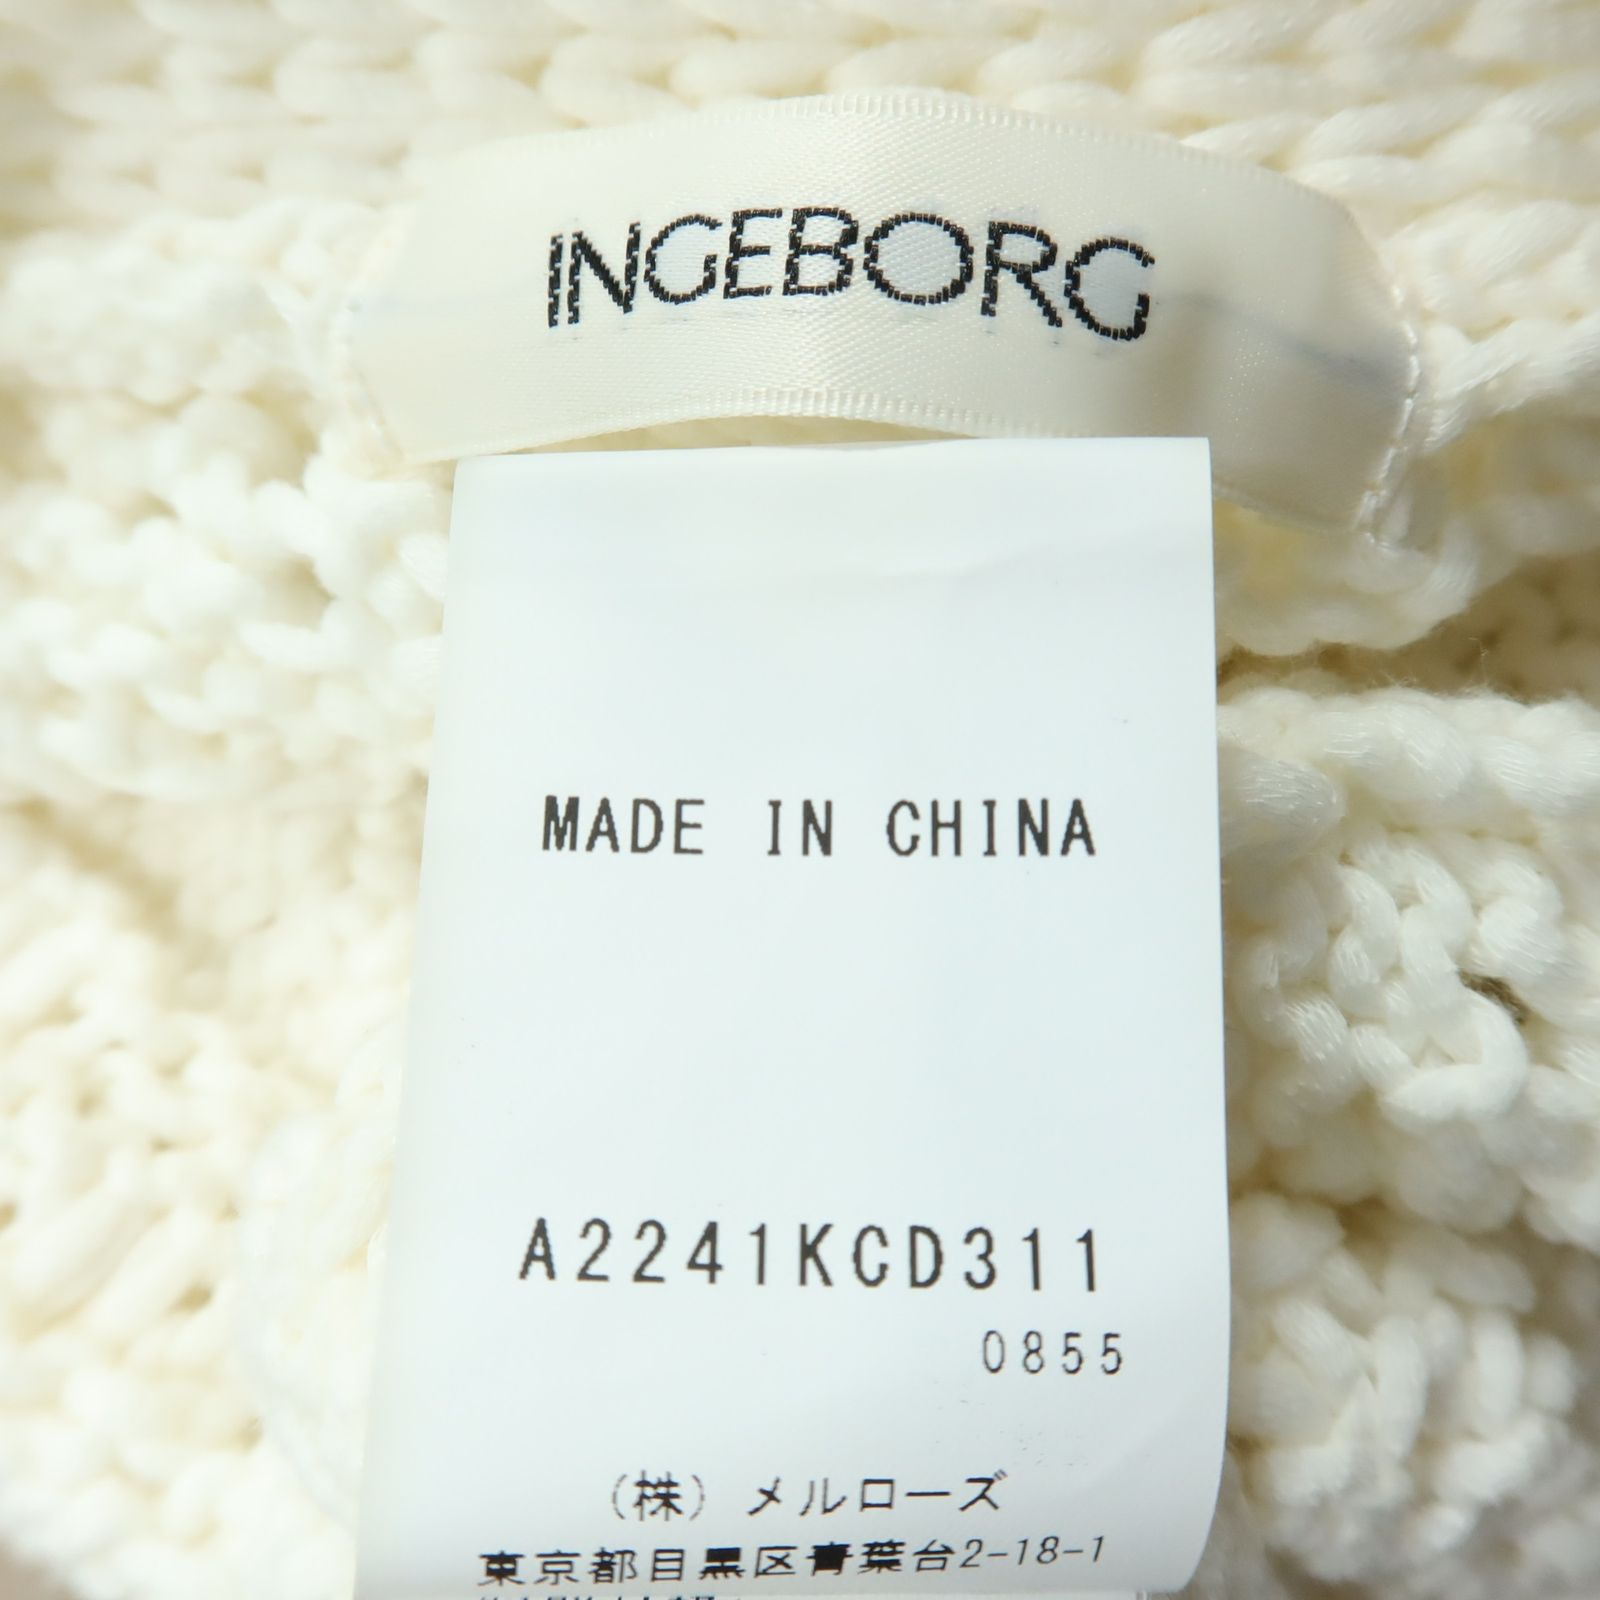 INGEBORG
MADE IN CHINA
A2241KCD311
0855
(株) メルローズ
東京都目黒区青葉台2-18-1